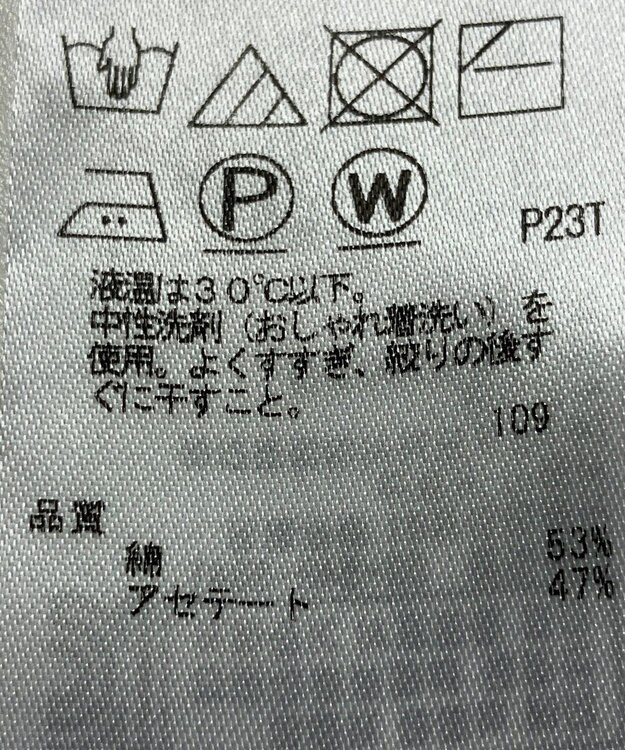 P W P23T
液温は30℃以下。
中性洗剤(おしゃれ着洗い)を
使用。よくすすぎ、絞りの後す
ぐに干すこと。
109
品質
綿 53%
アセテート 47%